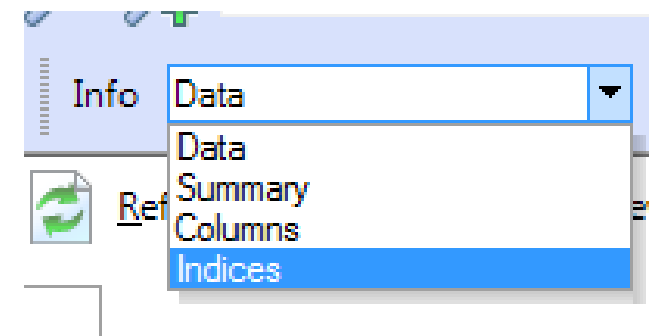 Info Data
Data
Summary
Columns
Indices